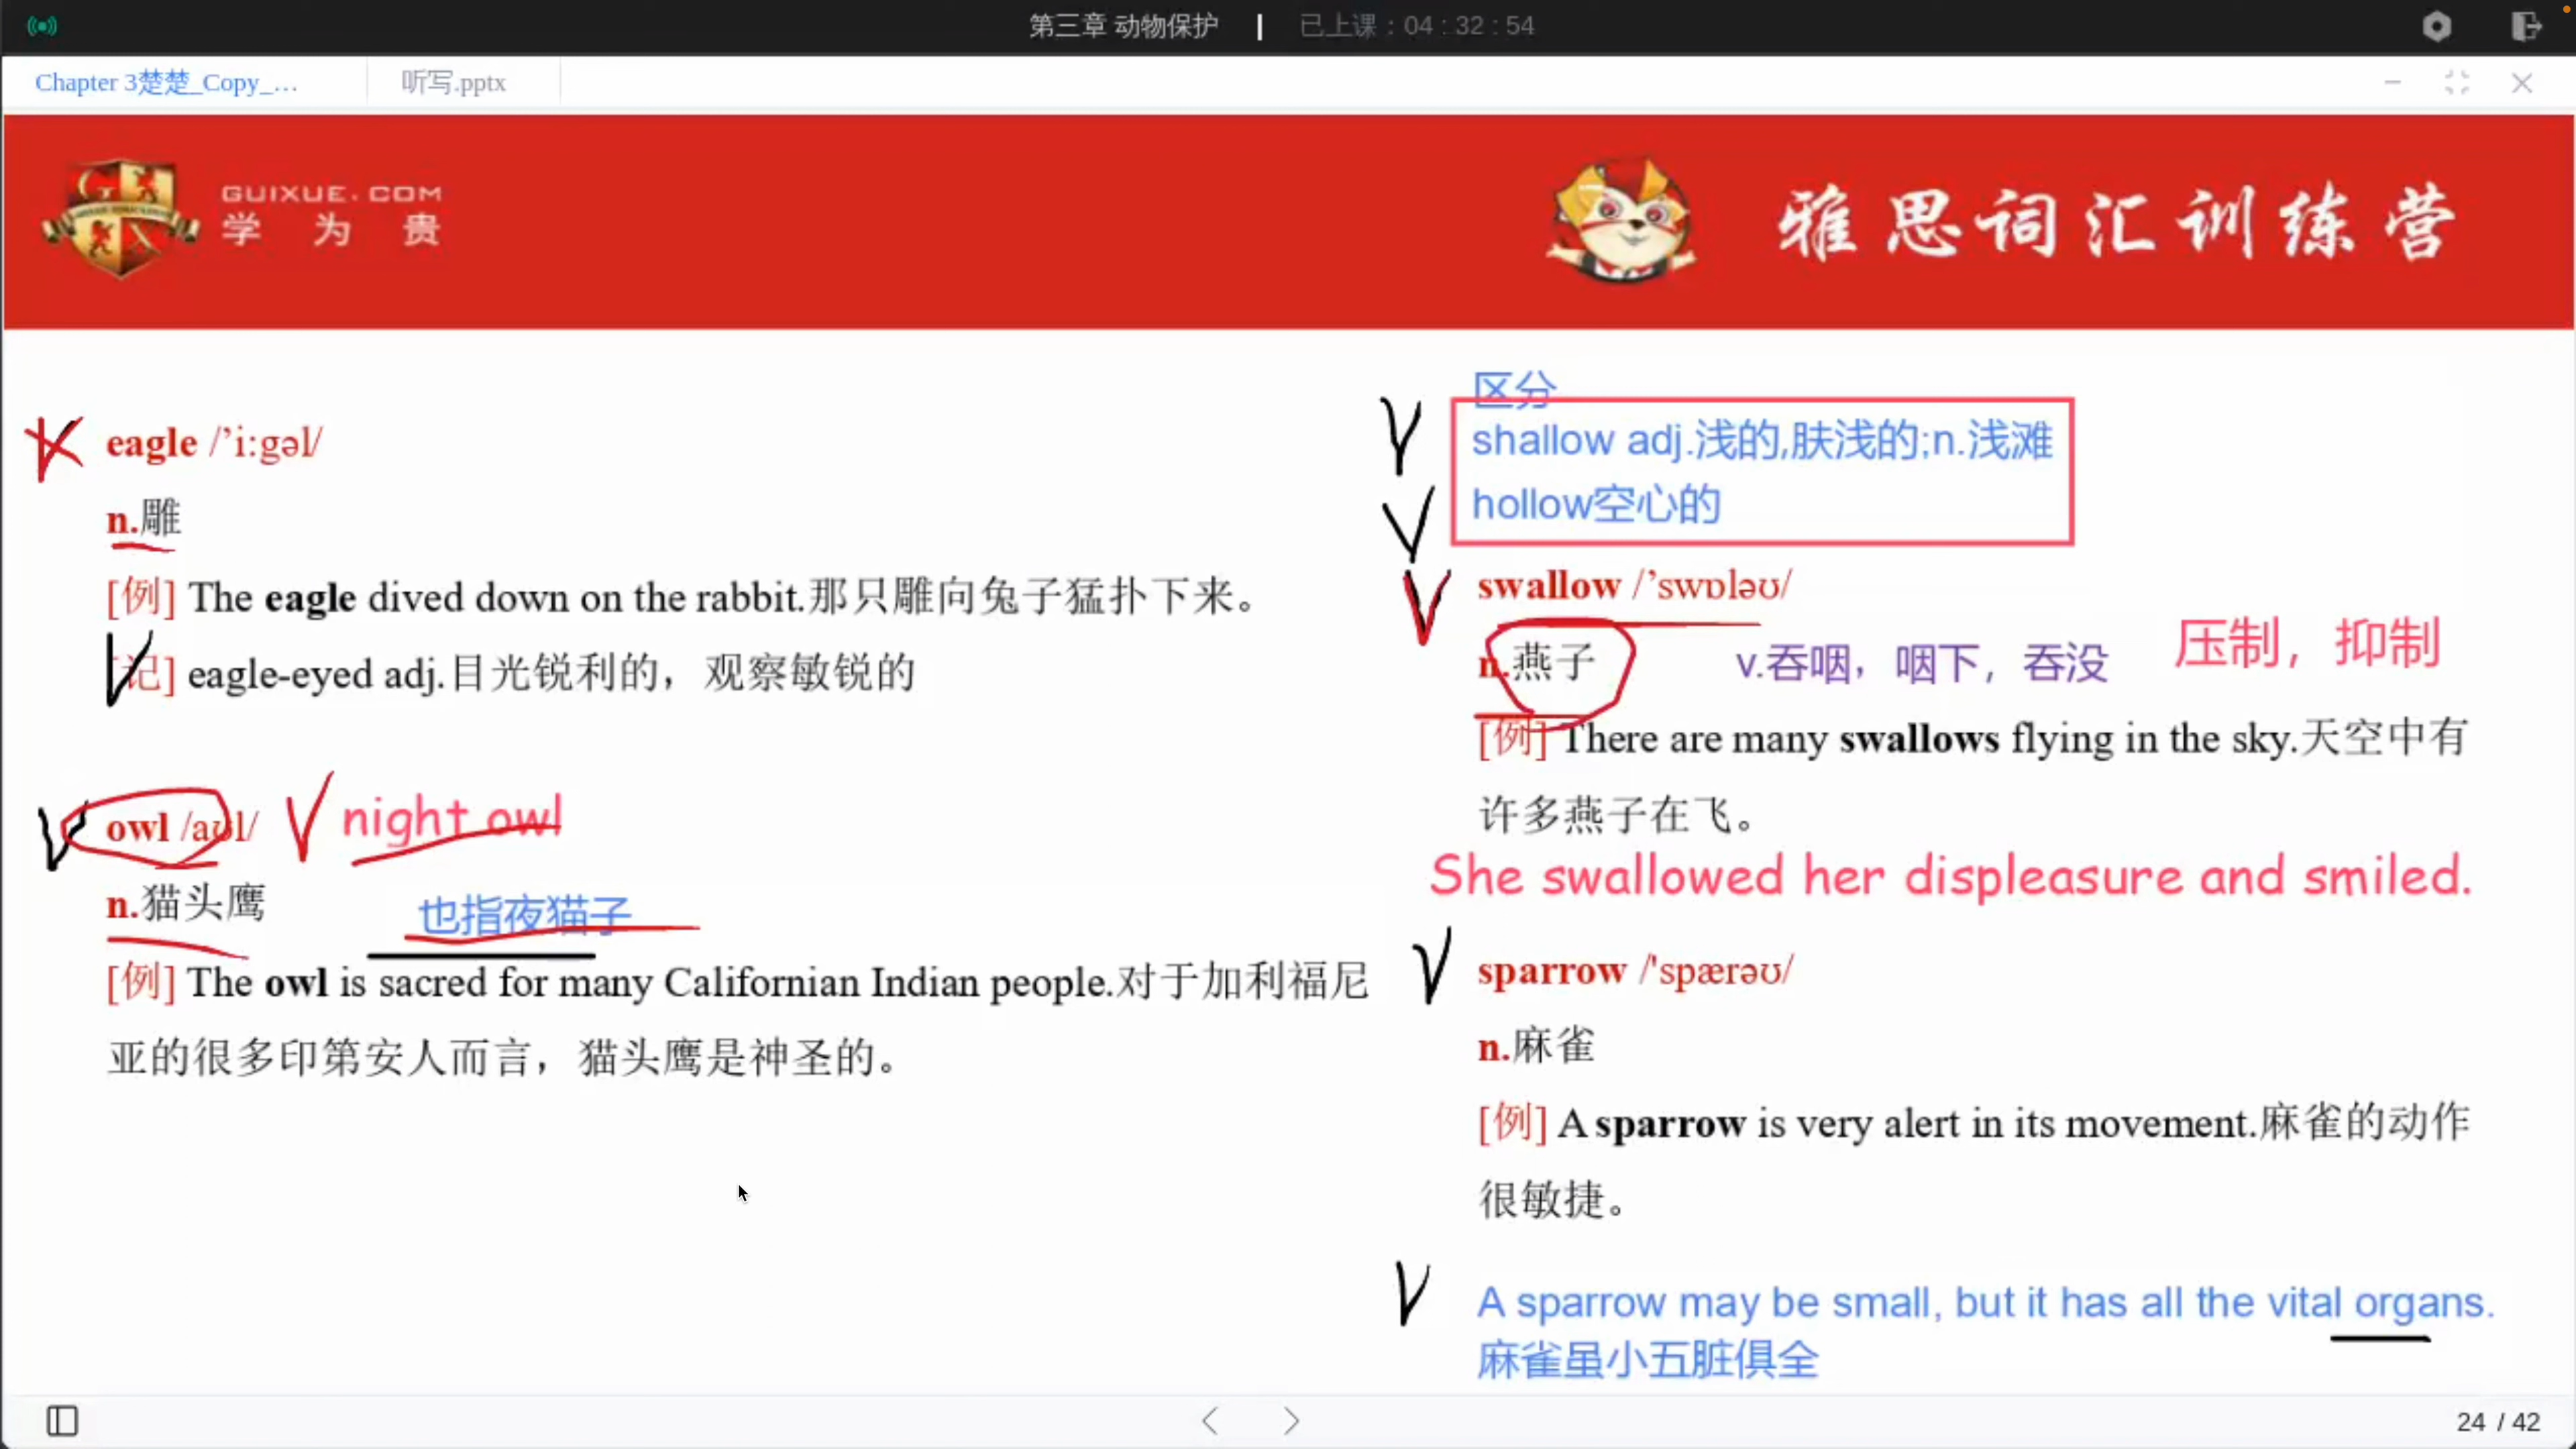 第三章 动物保护 | 已上课：04 : 32 : 54
Chapter 3楚楚_Copy_… 听写.pptx
GUIXUE.COM
学为贵
雅思词汇训练营
eagle /’i:gəl/
n.雕
[例] The eagle dived down on the rabbit.那只雕向兔子猛扑下来。
[记] eagle-eyed adj.目光锐利的，观察敏锐的
owl /aʊl/ night owl
n.猫头鹰 也指夜猫子
[例] The owl is sacred for many Californian Indian people.对于加利福尼
亚的很多印第安人而言，猫头鹰是神圣的。
区分
shallow adj.浅的,肤浅的;n.浅滩
hollow空心的
swallow /’swɒləʊ/
n.燕子 v.吞咽，咽下，吞没 压制，抑制
[例] There are many swallows flying in the sky.天空中有
许多燕子在飞。
She swallowed her displeasure and smiled.
sparrow /'spærəʊ/
n.麻雀
[例] A sparrow is very alert in its movement.麻雀的动作
很敏捷。
A sparrow may be small, but it has all the vital organs.
麻雀虽小五脏俱全
24 / 42